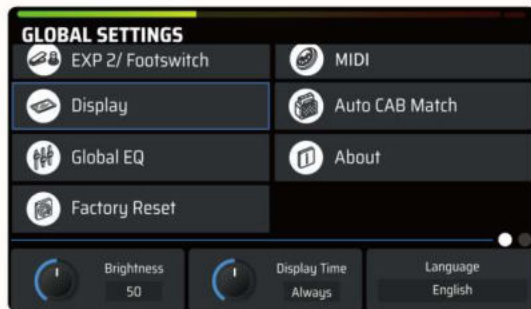 GLOBAL SETTINGS
EXP 2/ Footswitch
MIDI
Display
Auto CAB Match
Global EQ
About
Factory Reset
Brightness
50
Display Time
Always
Language
English